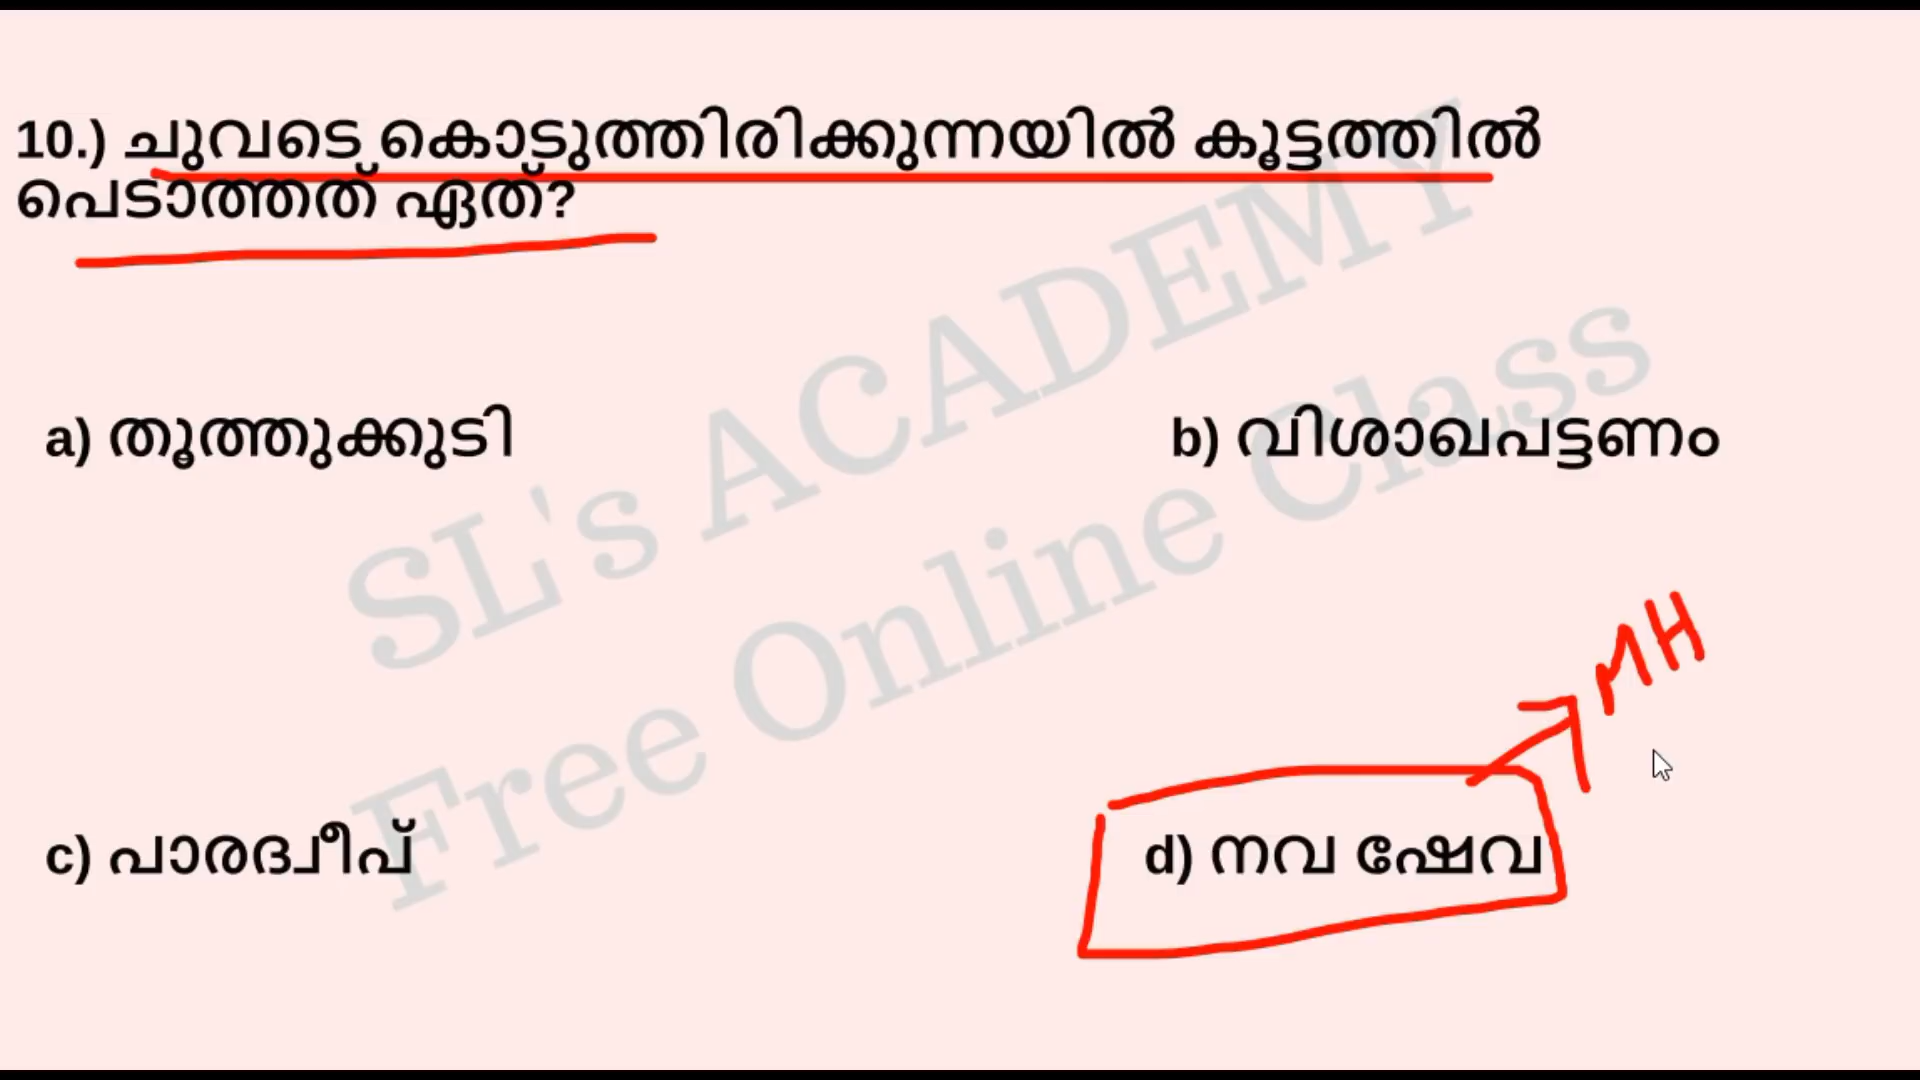 10.) ചുവടെ കൊടുത്തിരിക്കുന്നയിൽ കൂട്ടത്തിൽ
പെടാത്തത് ഏത്?
a) തൂത്തുക്കുടി
b) വിശാഖപട്ടണം
SL's ACADEMY
Free Online Class
MH
c) പാരദ്വീപ്
d) നവ ഷേവ